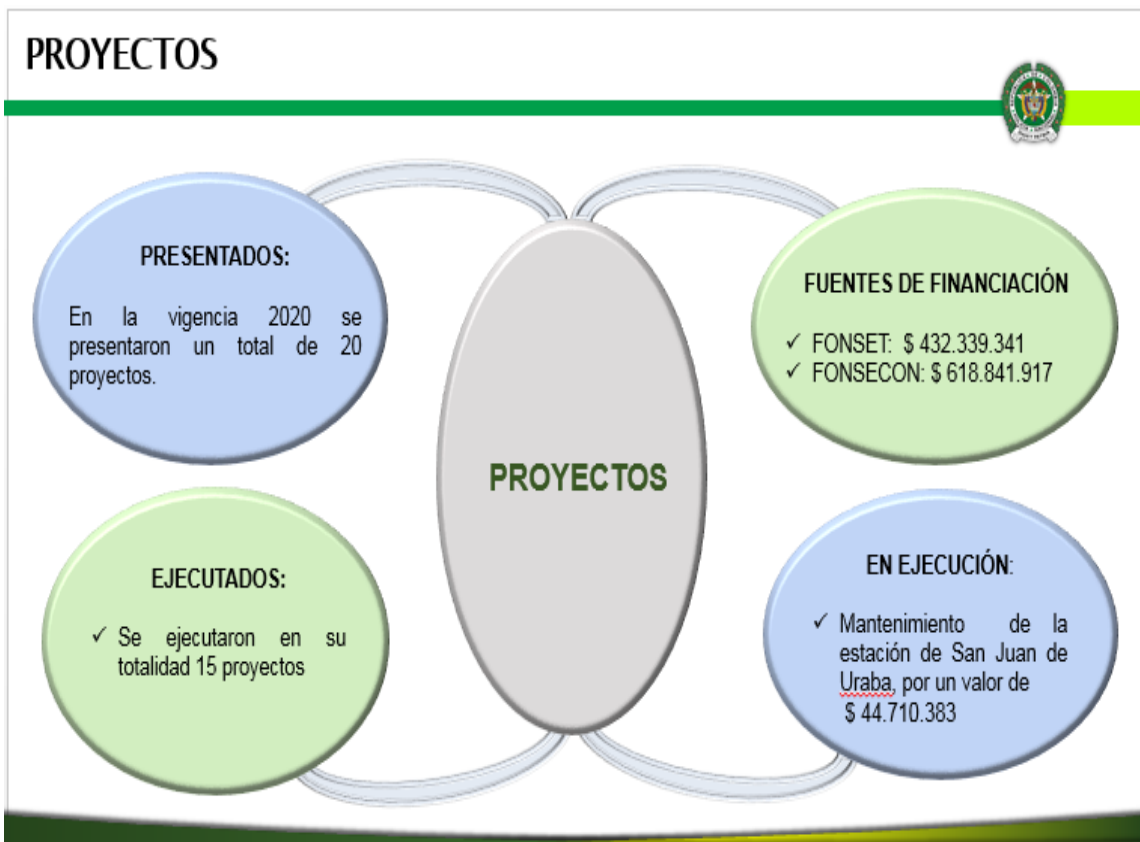 PROYECTOS
PRESENTADOS:
En la vigencia 2020 se
presentaron un total de 20
proyectos.
FUENTES DE FINANCIACIÓN
✓ FONSET: $ 432.339.341
✓ FONSECON: $ 618.841.917
PROYECTOS
EJECUTADOS:
✓ Se ejecutaron en su
totalidad 15 proyectos
EN EJECUCIÓN:
✓ Mantenimiento de la
estación de San Juan de
Uraba, por un valor de
$ 44.710.383